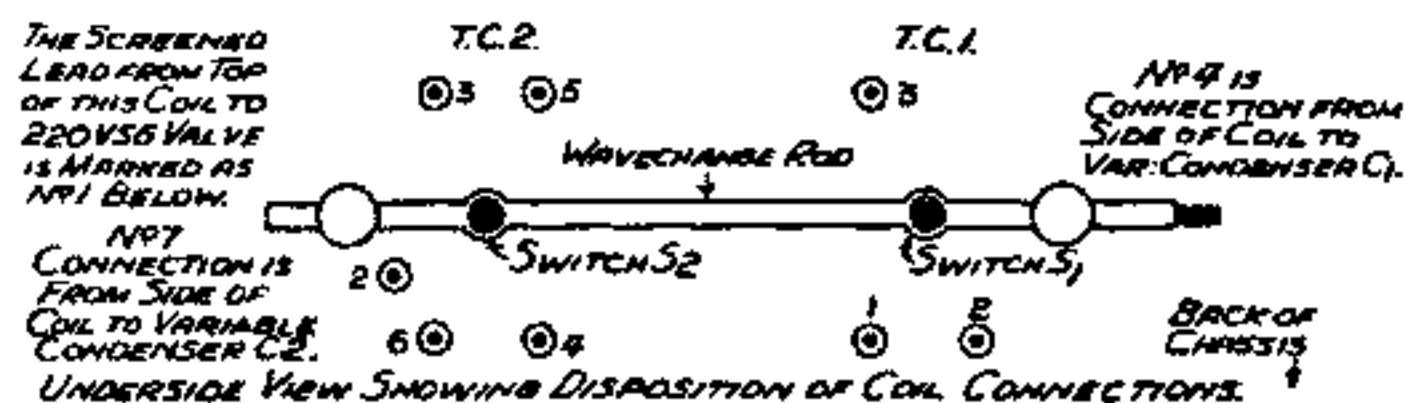 THE SCREENED
LEAD FROM TOP
OF THIS COIL TO
220VSG VALVE
IS MARKED AS
Nº1 BELOW.
T.C.2.
T.C.1.
3
5
3
Nº4 IS
CONNECTION FROM
SIDE OF COIL TO
VAR: CONDENSER C1.
WAVECHANGE ROD
Nº7
CONNECTION IS
FROM SIDE OF
COIL TO VARIABLE
CONDENSER C2.
SWITCH S2
SWITCH S1
2
6
4
1
2
BACK OF
CHASSIS
UNDERSIDE VIEW SHOWING DISPOSITION OF COIL CONNECTIONS.